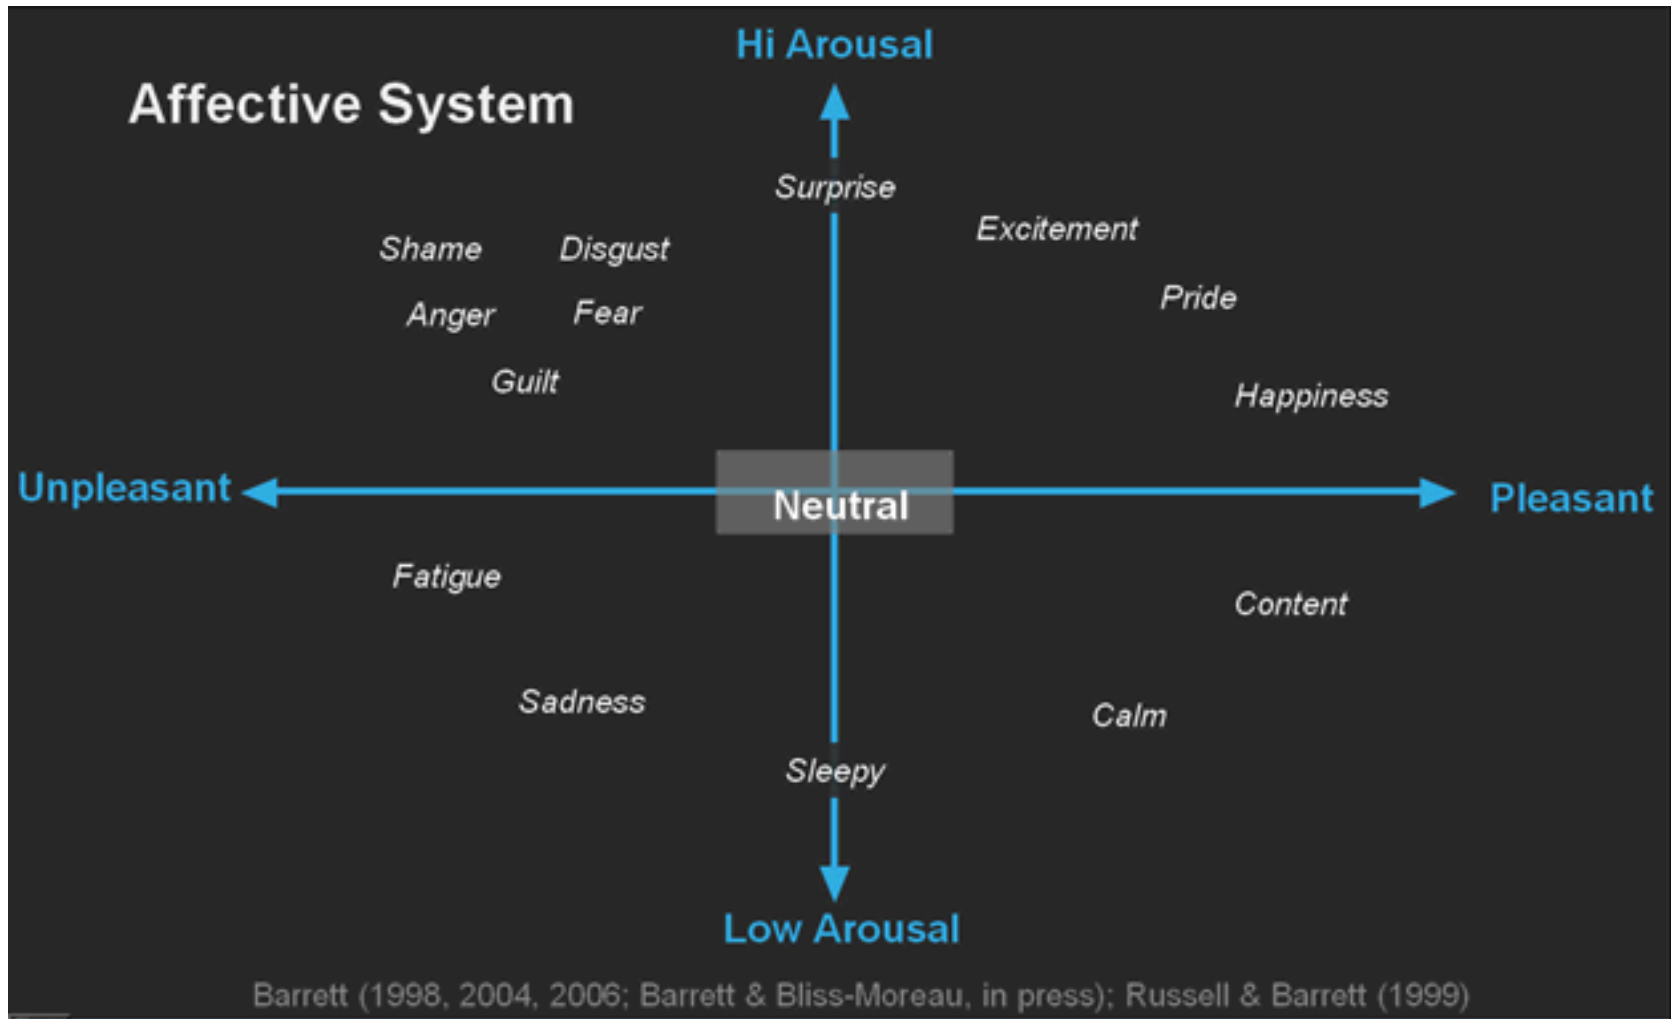 Hi Arousal
Affective System
Surprise
Excitement
Shame Disgust
Pride
Anger Fear
Guilt
Happiness
Unpleasant
Neutral
Pleasant
Fatigue
Content
Sadness
Calm
Sleepy
Low Arousal
Barrett (1998, 2004, 2006; Barrett & Bliss-Moreau, in press); Russell & Barrett (1999)